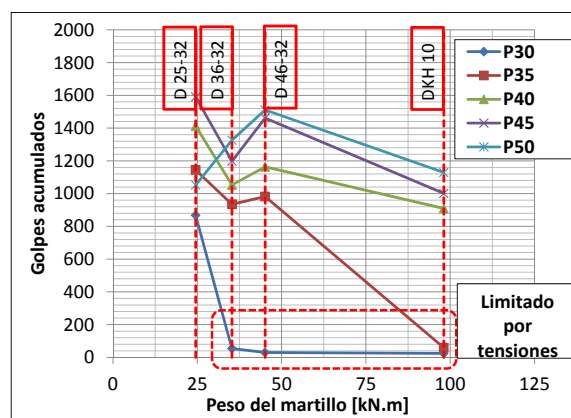 Golpes acumulados
2000
1800
1600
1400
1200
1000
800
600
400
200
0
D 25-32
D 36-32
D 46-32
DKH 10
P30
P35
P40
P45
P50
Limitado
por
tensiones
0
25
50
75
100
125
Peso del martillo [kN.m]